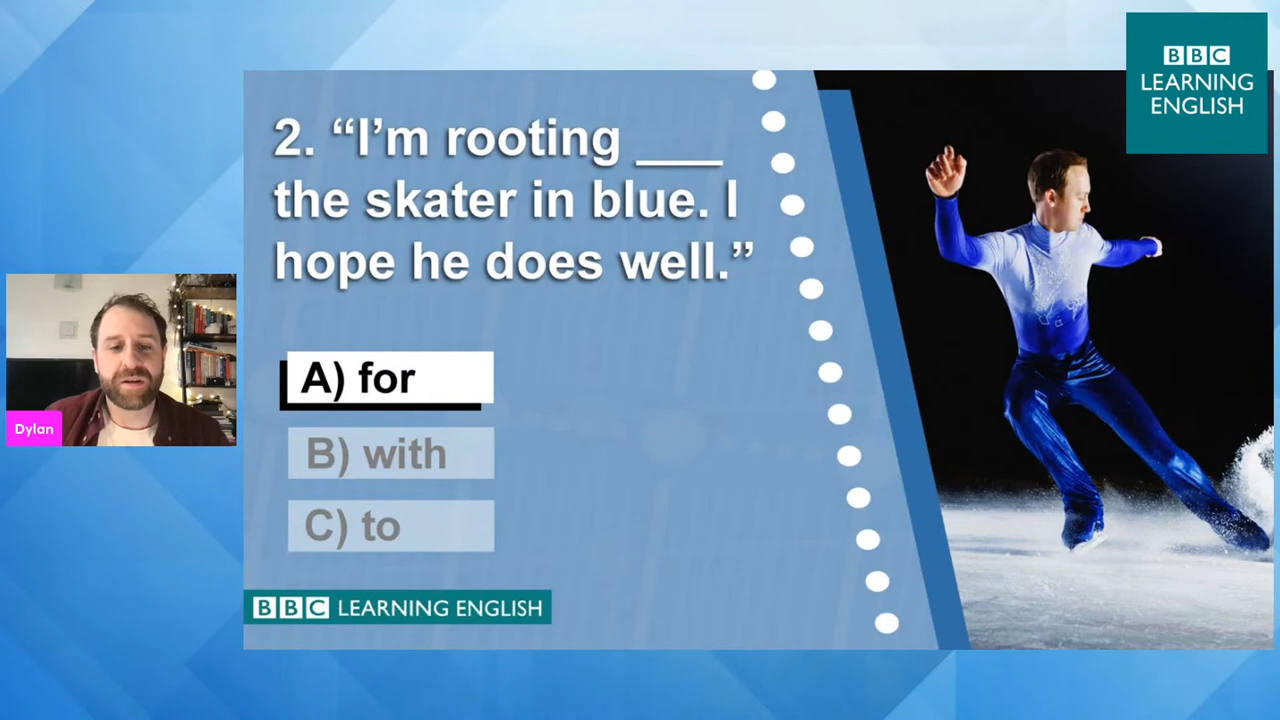 BBC
LEARNING
ENGLISH
2. “I’m rooting ___
the skater in blue. I
hope he does well.”
A) for
B) with
C) to
Dylan
BBC LEARNING ENGLISH